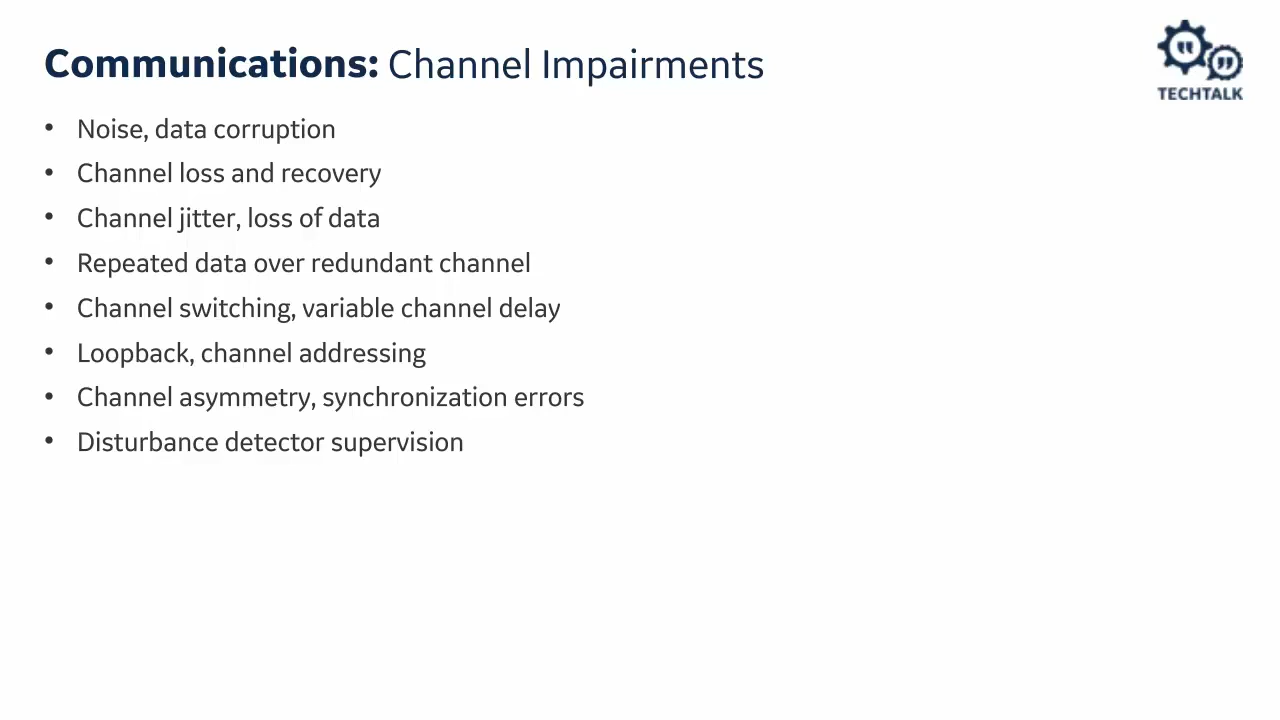 Communications: Channel Impairments
TECHTALK
• Noise, data corruption
• Channel loss and recovery
• Channel jitter, loss of data
• Repeated data over redundant channel
• Channel switching, variable channel delay
• Loopback, channel addressing
• Channel asymmetry, synchronization errors
• Disturbance detector supervision